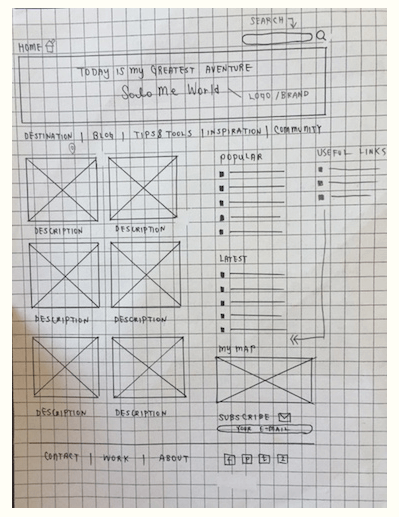 SEARCH
HOME
TODAY IS my GREATEST AVENTURE
Solo Me World
LOGO / BRAND
DESTINATION | BLOG | TIPS & TOOLS | INSPIRATION | COMMUNITY
POPULAR
USEFUL LINKS
DESCRIPTION DESCRIPTION
LATEST
DESCRIPTION DESCRIPTION
MY MAP
DESCRIPTION DESCRIPTION
SUBSCRIBE
YOUR E-MAIL
CONTACT | WORK | ABOUT